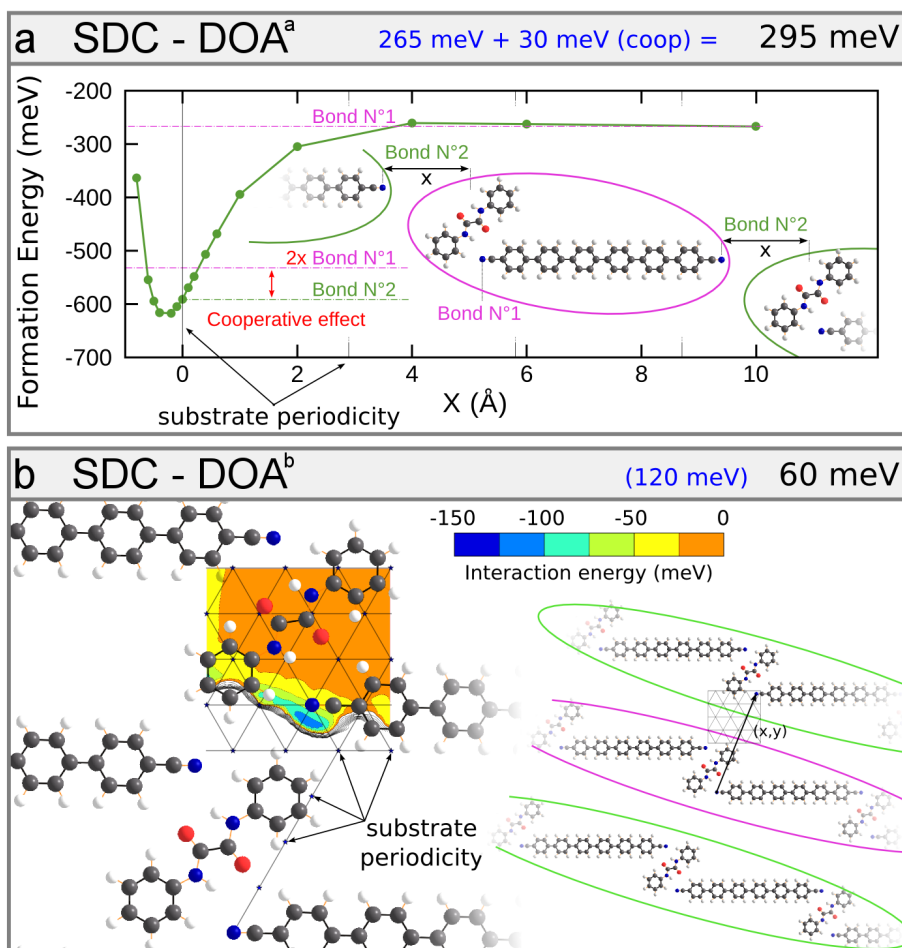 a SDC - DOAᵃ 265 meV + 30 meV (coop) = 295 meV
Formation Energy (meV)
-200
-300
-400
-500
-600
-700
Bond N°1
Bond N°2
x
Bond N°2
x
2x Bond N°1
Bond N°2
Cooperative effect
Bond N°1
0 2 4 6 8 10
X (Å)
substrate periodicity
b SDC - DOAᵇ (120 meV) 60 meV
-150 -100 -50 0
Interaction energy (meV)
(x,y)
substrate
periodicity